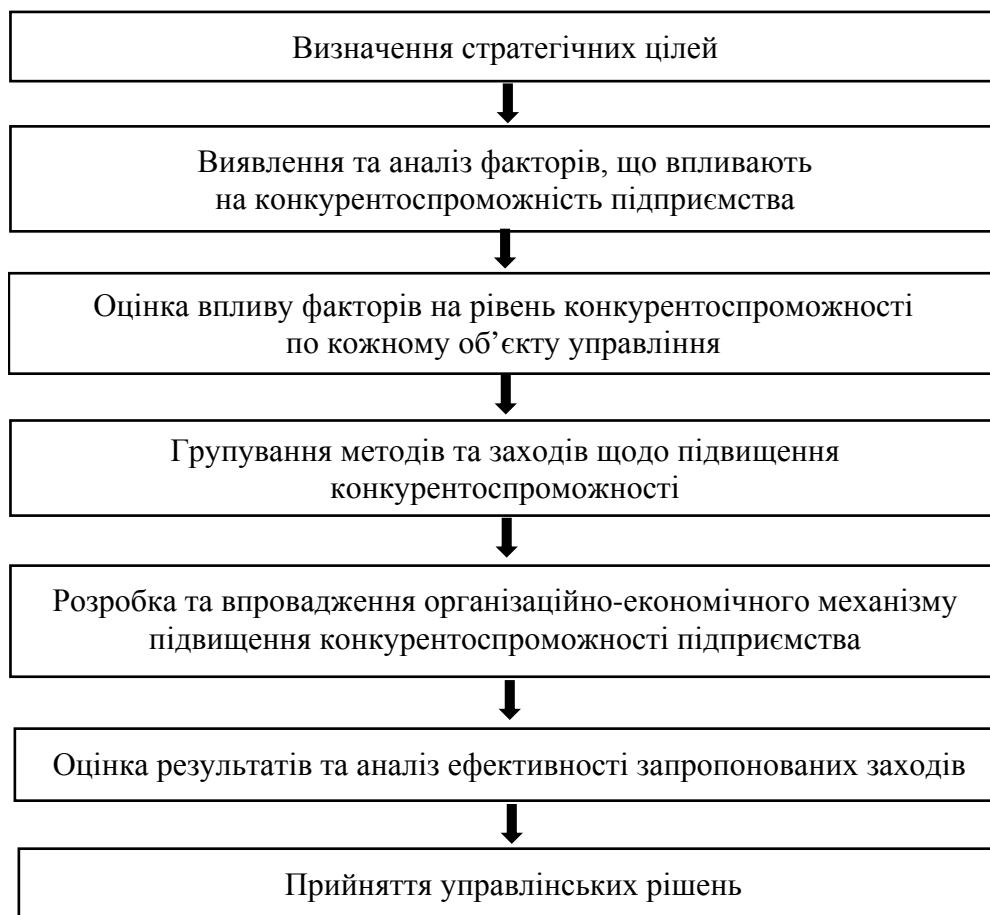 Визначення стратегічних цілей
Виявлення та аналіз факторів, що впливають
на конкурентоспроможність підприємства
Оцінка впливу факторів на рівень конкурентоспроможності
по кожному об’єкту управління
Групування методів та заходів щодо підвищення
конкурентоспроможності
Розробка та впровадження організаційно-економічного механізму
підвищення конкурентоспроможності підприємства
Оцінка результатів та аналіз ефективності запропонованих заходів
Прийняття управлінських рішень